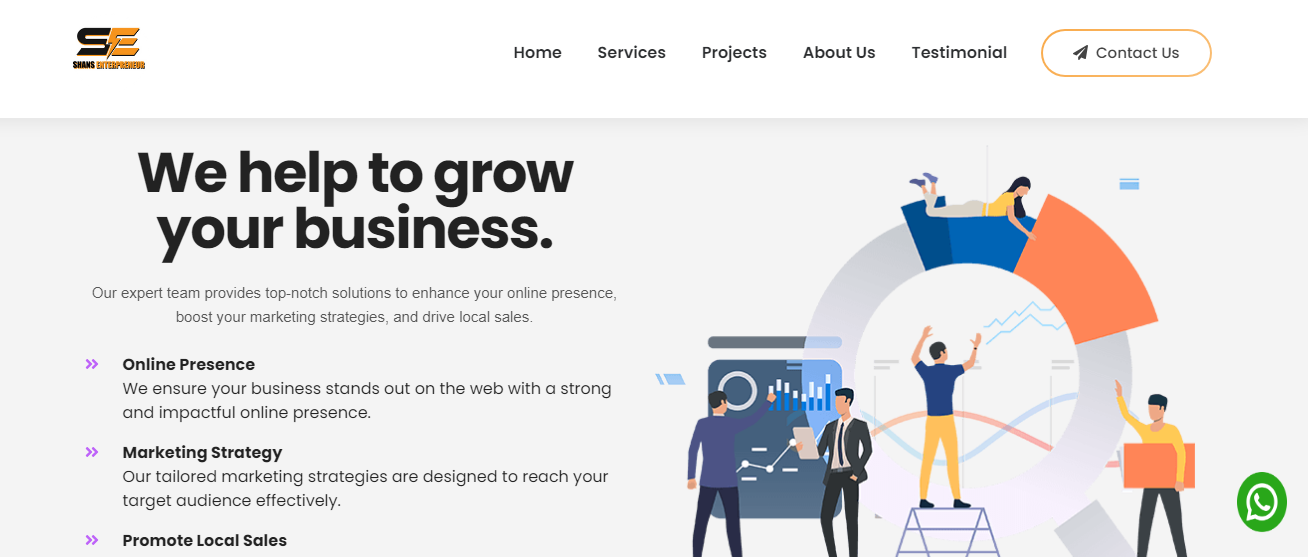 SE
SHANS ENTERPRENEUR
Home Services Projects About Us Testimonial Contact Us
We help to grow
your business.
Our expert team provides top-notch solutions to enhance your online presence,
boost your marketing strategies, and drive local sales.
Online Presence
We ensure your business stands out on the web with a strong
and impactful online presence.
Marketing Strategy
Our tailored marketing strategies are designed to reach your
target audience effectively.
Promote Local Sales